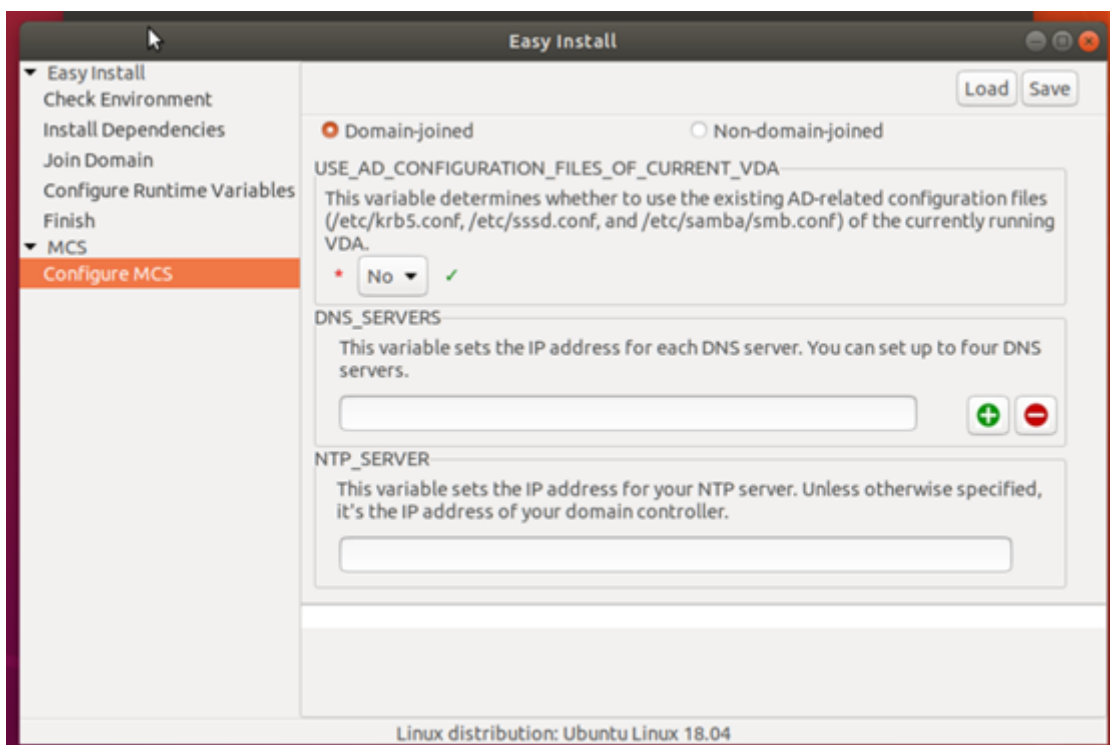 Easy Install
Easy Install
Check Environment
Install Dependencies
Join Domain
Configure Runtime Variables
Finish
MCS
Configure MCS
Load Save
Domain-joined Non-domain-joined
USE_AD_CONFIGURATION_FILES_OF_CURRENT_VDA
This variable determines whether to use the existing AD-related configuration files
(/etc/krb5.conf, /etc/sssd.conf, and /etc/samba/smb.conf) of the currently running
VDA.
* No ✓
DNS_SERVERS
This variable sets the IP address for each DNS server. You can set up to four DNS
servers.
NTP_SERVER
This variable sets the IP address for your NTP server. Unless otherwise specified,
it's the IP address of your domain controller.
Linux distribution: Ubuntu Linux 18.04